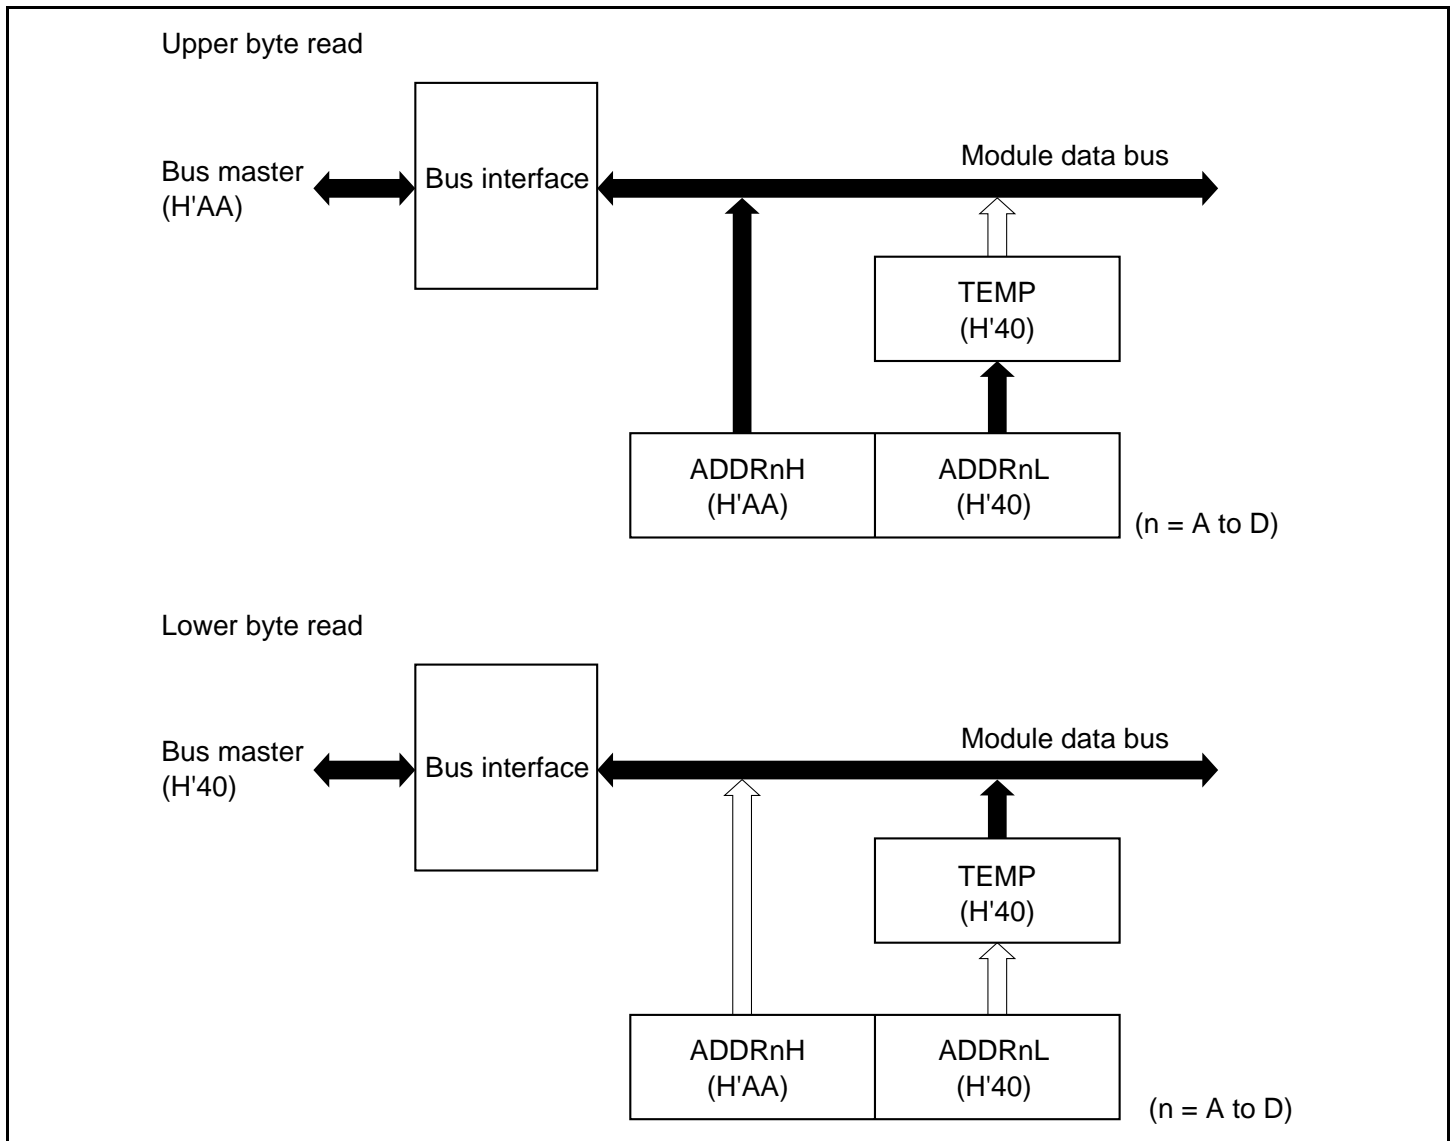 Upper byte read
Module data bus
Bus master
(H'AA)
Bus interface
TEMP
(H'40)
ADDRnH
(H'AA)
ADDRnL
(H'40)
(n = A to D)
Lower byte read
Module data bus
Bus master
(H'40)
Bus interface
TEMP
(H'40)
ADDRnH
(H'AA)
ADDRnL
(H'40)
(n = A to D)